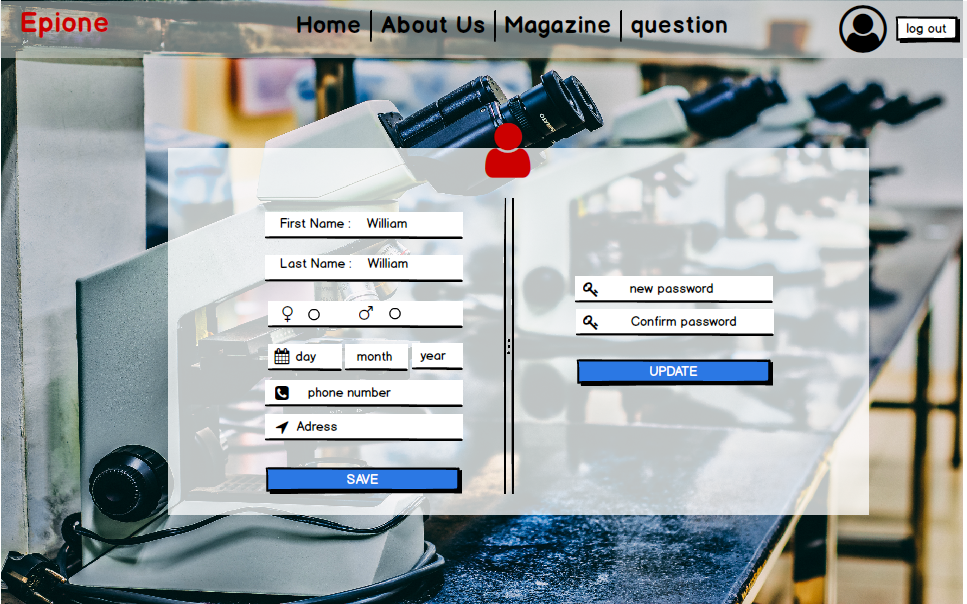 Epione
Home About Us Magazine question
log out
First Name : William
Last Name : William
day month year
phone number
Adress
SAVE
new password
Confirm password
UPDATE